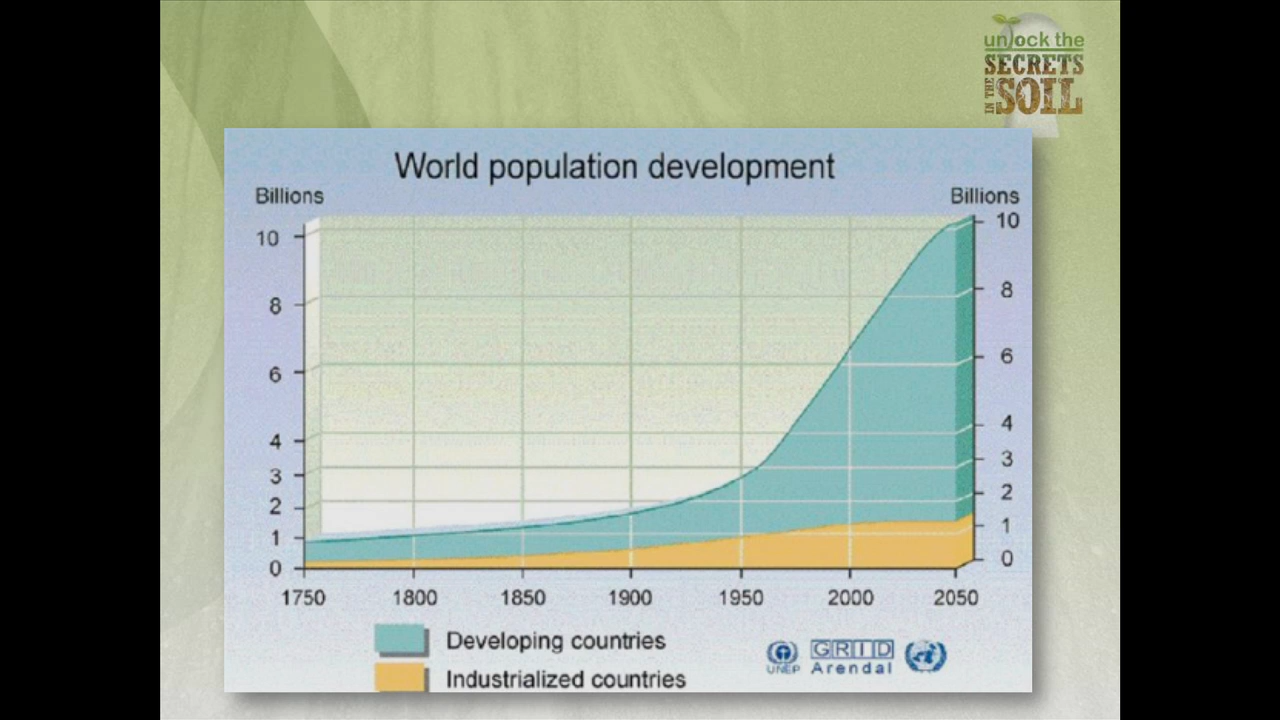 unlock the
SECRETS
IN THE
SOIL
World population development
Billions
Billions
10
8
6
4
3
2
1
0
10
8
6
4
3
2
1
0
1750 1800 1850 1900 1950 2000 2050
Developing countries
Industrialized countries
UNEP
GRID
Arendal